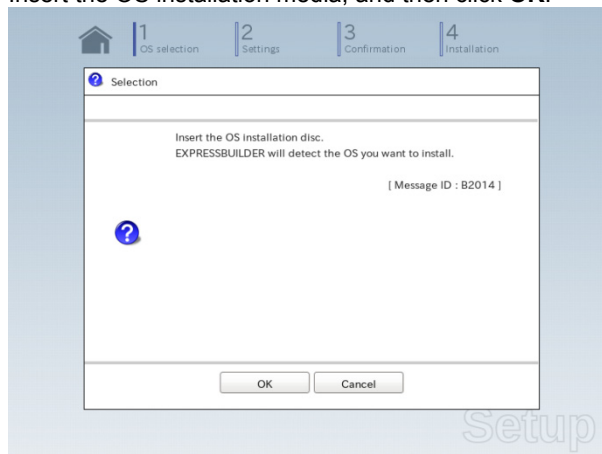 Insert the OS installation media, and then click OK.
1 2 3 4
OS selection Settings Confirmation Installation
Selection
Insert the OS installation disc.
EXPRESSBUILDER will detect the OS you want to install.
[ Message ID : B2014 ]
OK Cancel
Setup